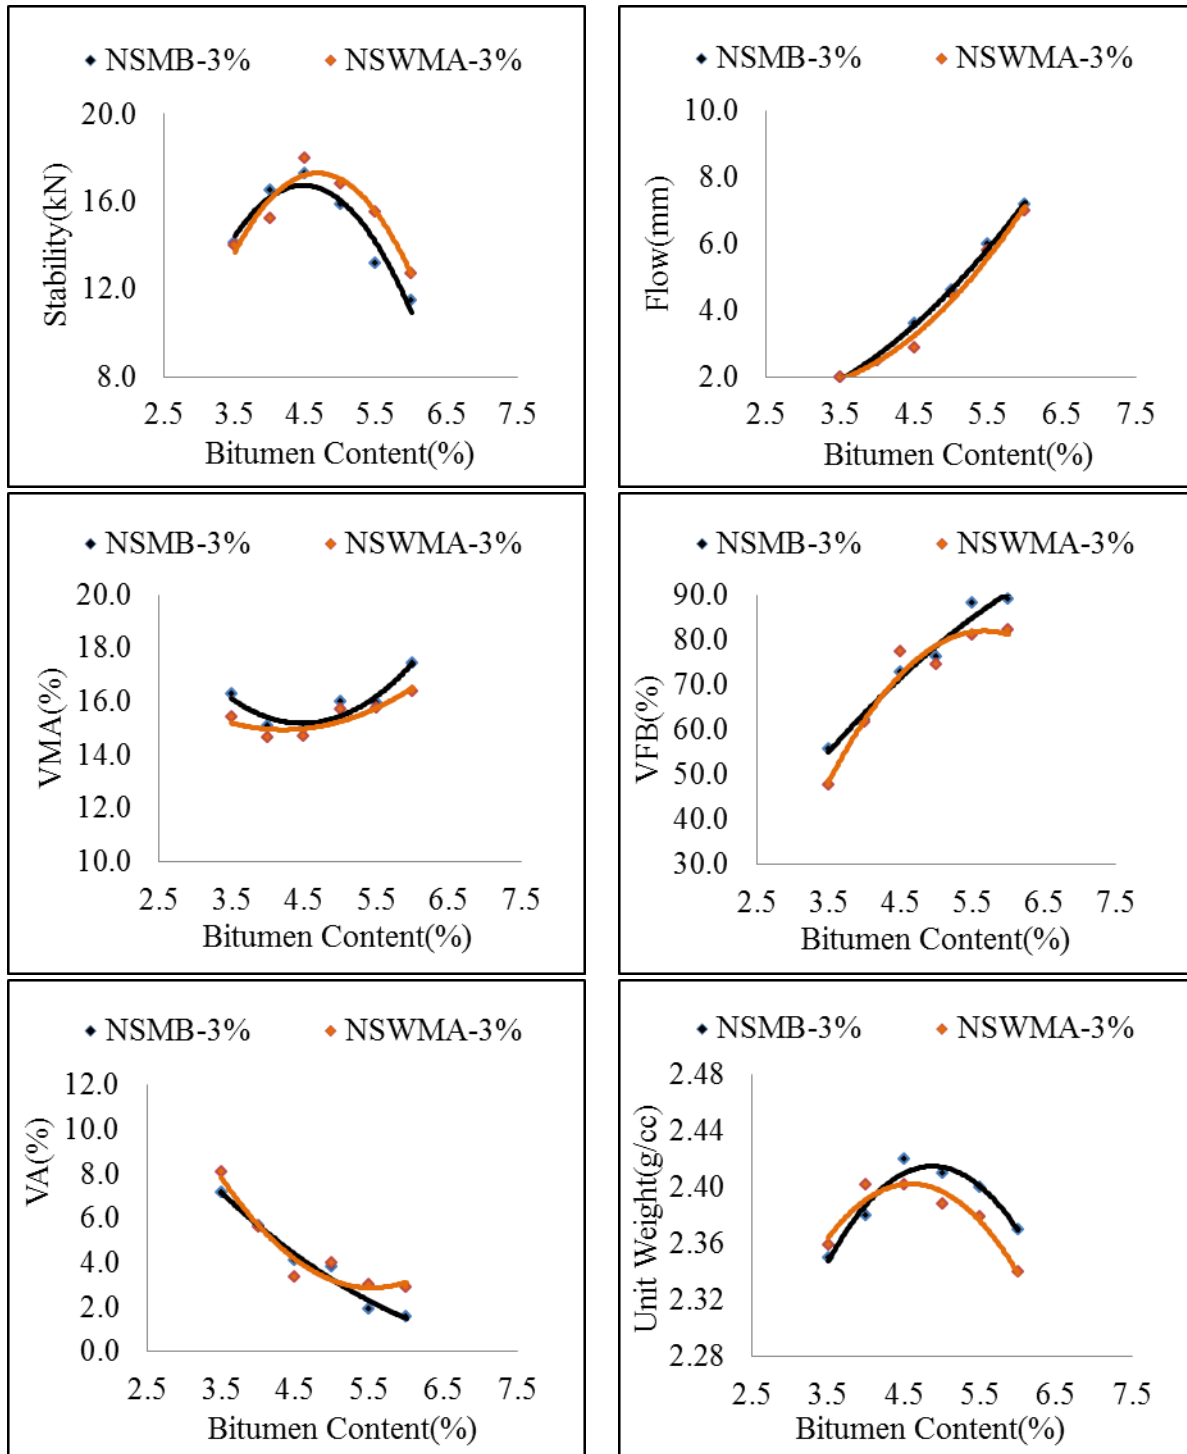 NSMB-3% NSWMA-3%
Stability(kN)
20.0
16.0
12.0
8.0
2.5 3.5 4.5 5.5 6.5 7.5
Bitumen Content(%)
NSMB-3% NSWMA-3%
Flow(mm)
10.0
8.0
6.0
4.0
2.0
2.5 3.5 4.5 5.5 6.5 7.5
Bitumen Content(%)
NSMB-3% NSWMA-3%
VMA(%)
20.0
18.0
16.0
14.0
12.0
10.0
2.5 3.5 4.5 5.5 6.5 7.5
Bitumen Content(%)
NSMB-3% NSWMA-3%
VFB(%)
90.0
80.0
70.0
60.0
50.0
40.0
30.0
2.5 3.5 4.5 5.5 6.5 7.5
Bitumen Content(%)
NSMB-3% NSWMA-3%
VA(%)
12.0
10.0
8.0
6.0
4.0
2.0
0.0
2.5 3.5 4.5 5.5 6.5 7.5
Bitumen Content(%)
NSMB-3% NSWMA-3%
Unit Weight(g/cc)
2.48
2.44
2.40
2.36
2.32
2.28
2.5 3.5 4.5 5.5 6.5 7.5
Bitumen Content(%)